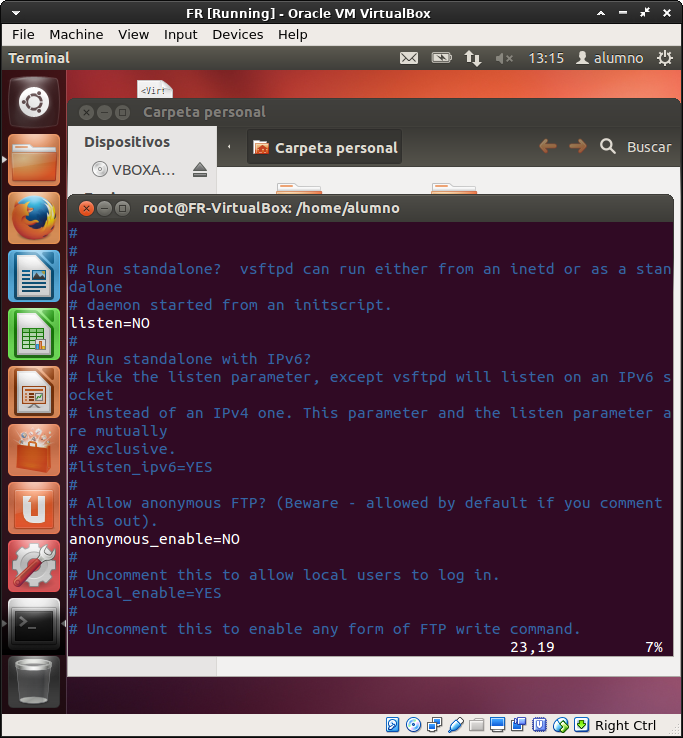 FR [Running] - Oracle VM VirtualBox
File Machine View Input Devices Help
Terminal 13:15 alumno
<Vir
Carpeta personal
Dispositivos
Carpeta personal Buscar
VBOXA...
root@FR-VirtualBox: /home/alumno
#
#
# Run standalone?  vsftpd can run either from an inetd or as a stan
dalone
# daemon started from an initscript.
listen=NO
#
# Run standalone with IPv6?
# Like the listen parameter, except vsftpd will listen on an IPv6 s
ocket
# instead of an IPv4 one. This parameter and the listen parameter a
re mutually
# exclusive.
#listen_ipv6=YES
#
# Allow anonymous FTP? (Beware - allowed by default if you comment
this out).
anonymous_enable=NO
#
# Uncomment this to allow local users to log in.
#local_enable=YES
#
# Uncomment this to enable any form of FTP write command.
23,19 7%
Right Ctrl